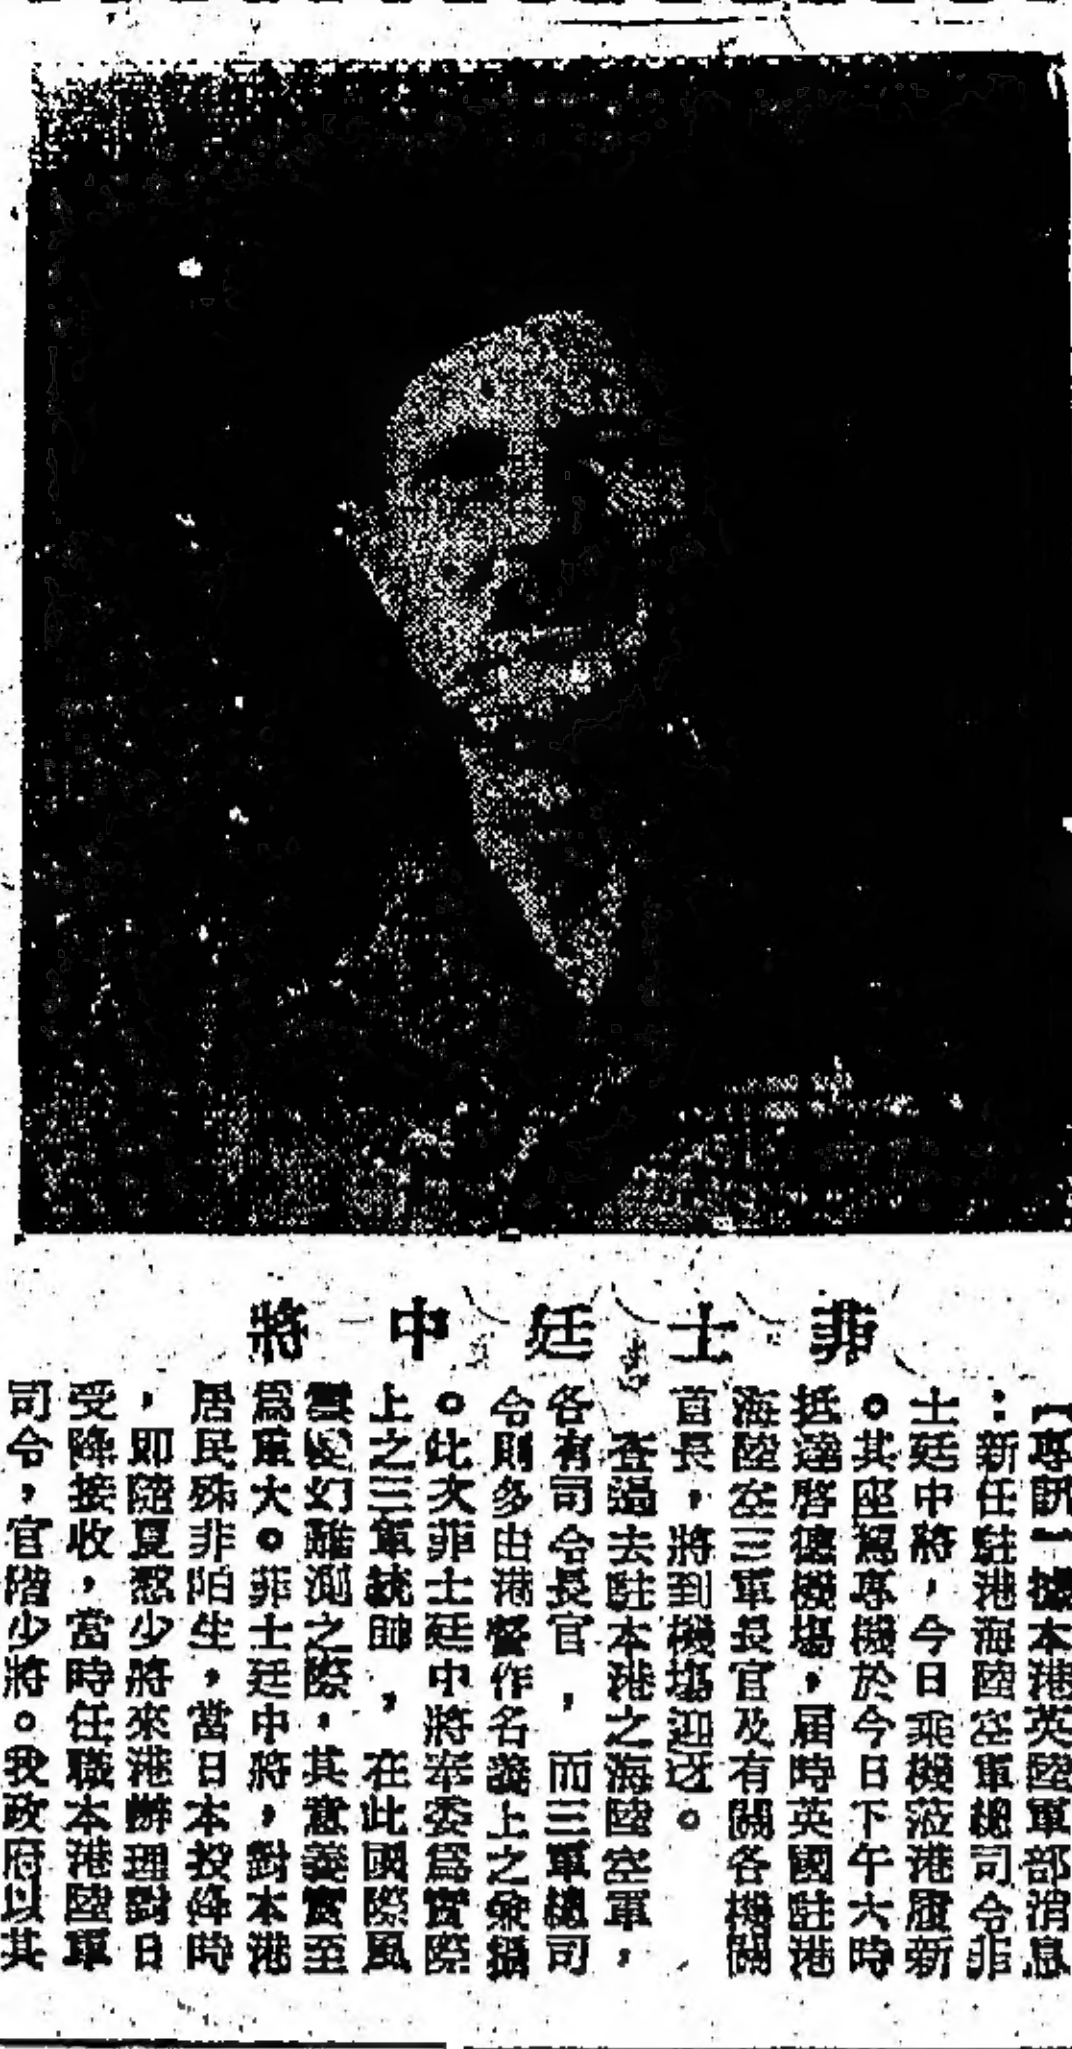 菲士廷中將
【專訊】據本港英陸軍部消息
：新任駐港海陸空軍總司令菲
士廷中將，今日乘機蒞港履新
。其座駕專機於今日下午六時
抵達啓德機場，屆時英國駐港
海陸空三軍長官及有關各機關
首長，將到機場迎迓。
查過去駐本港之海陸空軍，
各有司令長官，而三軍總司
令則多由港督作名義上之兼攝
。此次菲士廷中將奉委爲實際
上之三軍統帥，在此國際風
雲變幻難測之際，其意義實至
爲重大。菲士廷中將，對本港
居民殊非陌生，當日本投降時
，即隨夏慤少將來港辦理對日
受降接收，當時任職本港陸軍
司令，官階少將。我政府以其